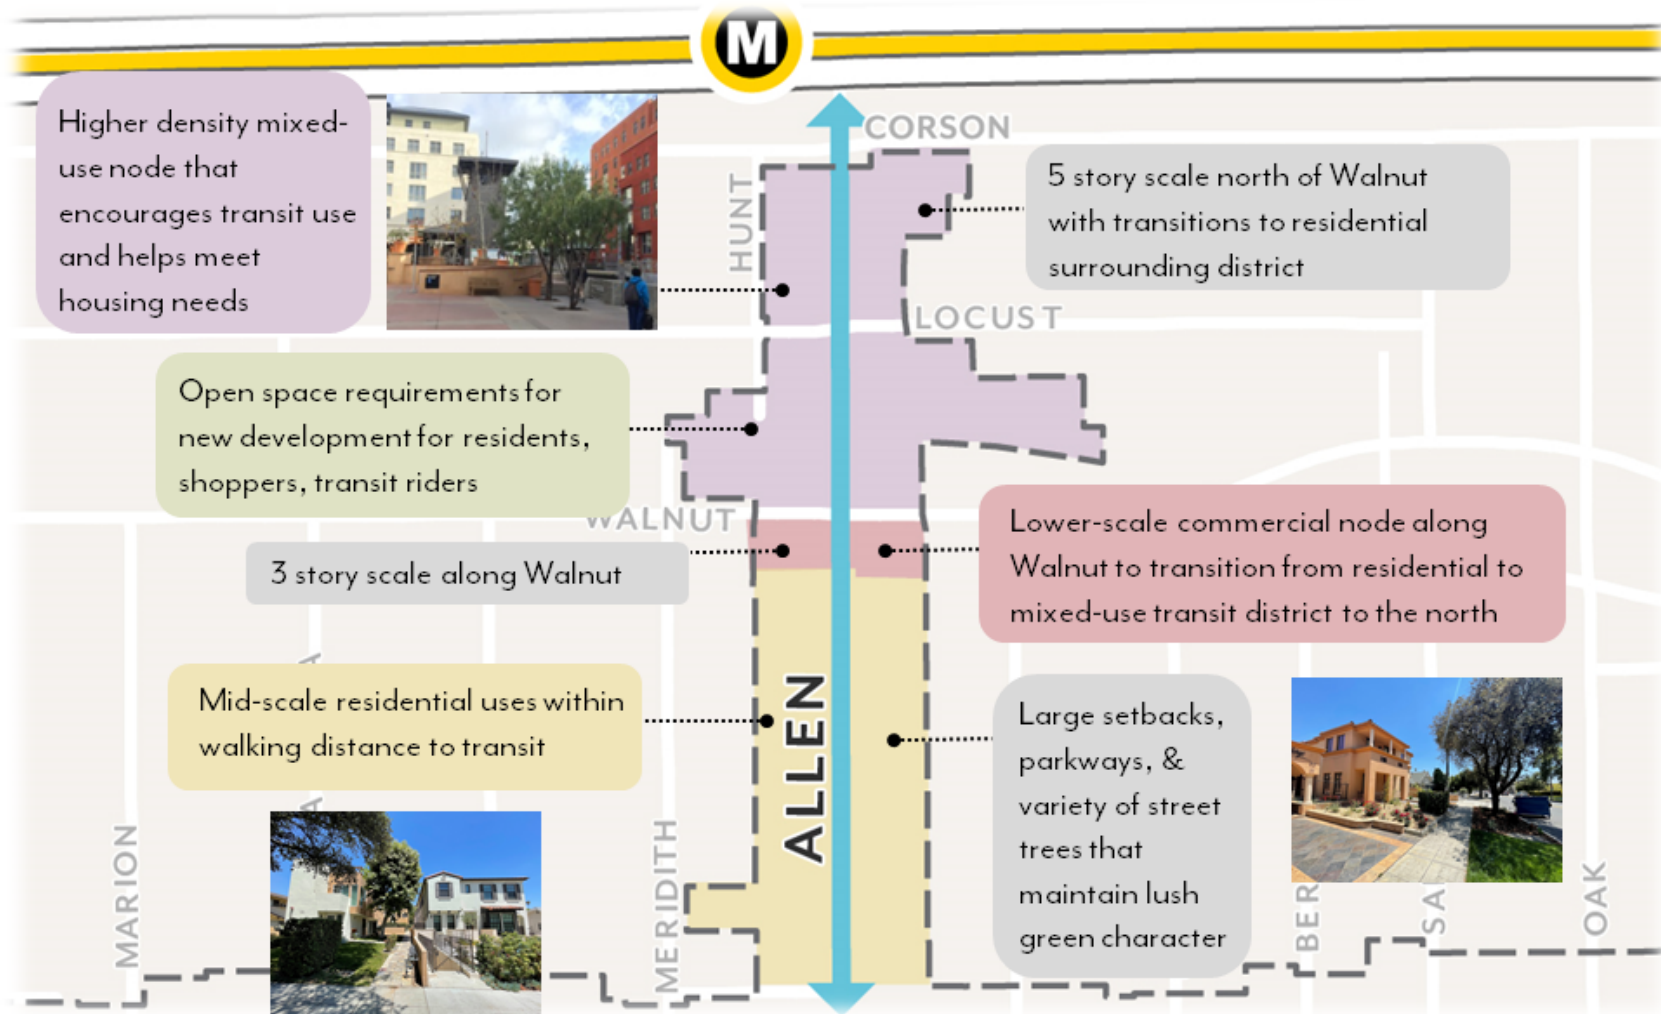 M
CORSON
Higher density mixed-
use node that
encourages transit use
and helps meet
housing needs
HUNT
5 story scale north of Walnut
with transitions to residential
surrounding district
LOCUST
Open space requirements for
new development for residents,
shoppers, transit riders
WALNUT
3 story scale along Walnut
Lower-scale commercial node along
Walnut to transition from residential to
mixed-use transit district to the north
Mid-scale residential uses within
walking distance to transit
ALLEN
Large setbacks,
parkways, &
variety of street
trees that
maintain lush
green character
MARION
MERIDITH
BER
SA
OAK